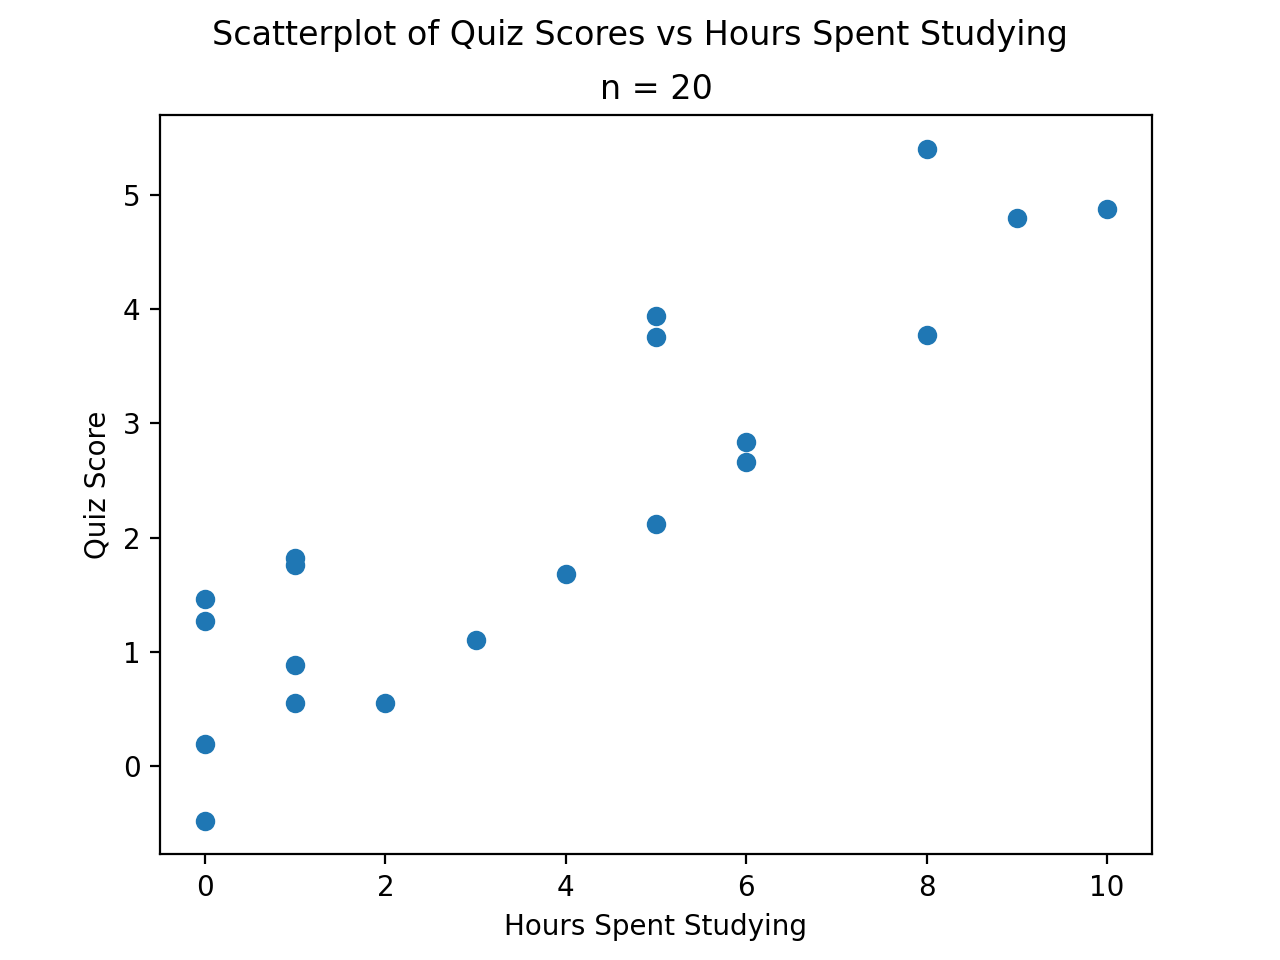 Scatterplot of Quiz Scores vs Hours Spent Studying
n = 20
5
4
3
2
1
0
Quiz Score
0 2 4 6 8 10
Hours Spent Studying